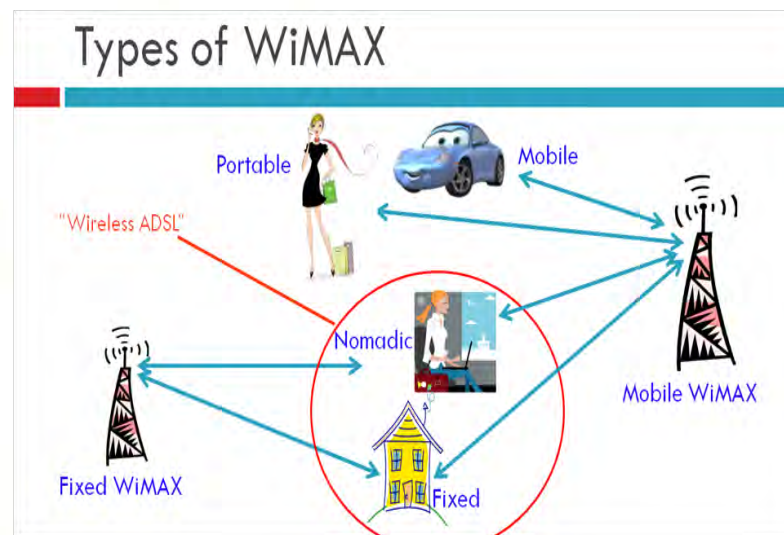 Types of WiMAX
Portable
Mobile
"Wireless ADSL"
Nomadic
Mobile WiMAX
Fixed WiMAX
Fixed